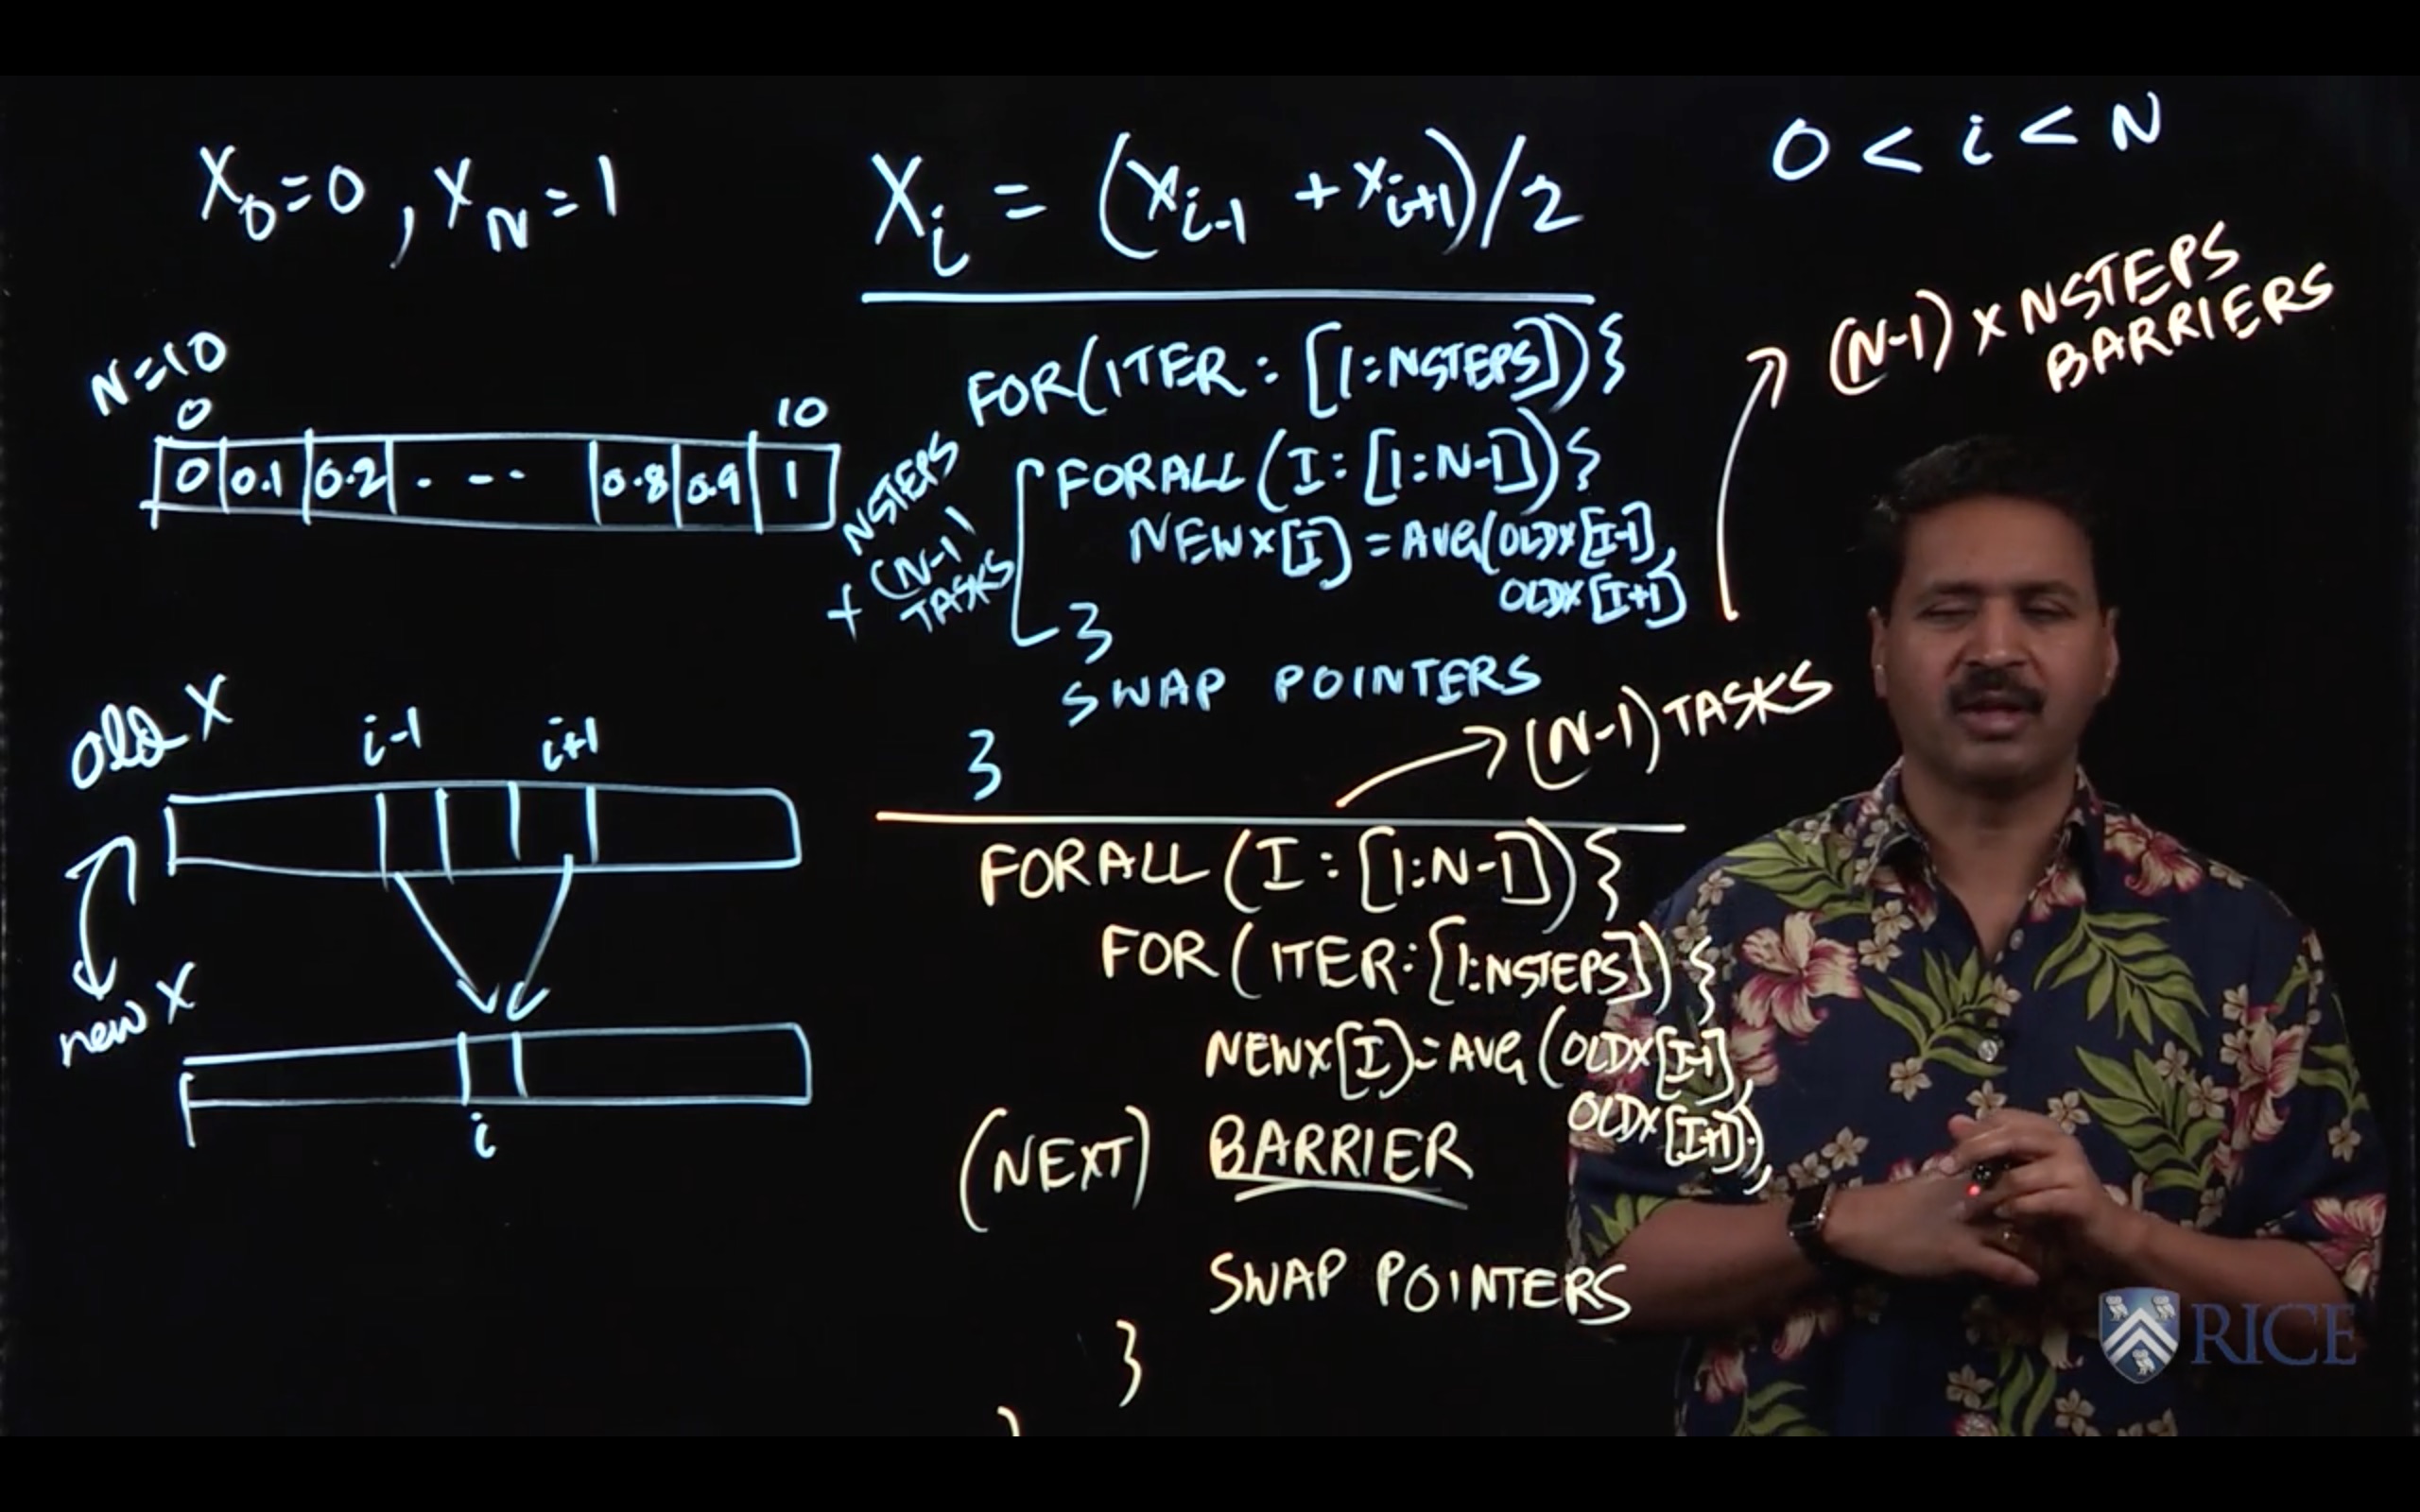 X₀=0, X_N=1
X_i = (X_i-1 + X_i+1)/2
0 < i < N
N=10
0 10
0 0.1 0.2 . - - - 0.8 0.9 1
FOR(ITER: [1:NSTEPS]){
FORALL(I:[1:N-1]){
NEWX[I] = AVG(OLDX[I-1],
OLDX[I+1]
}
SWAP POINTERS
}
NSTEPS
+ (N-1)
TASKS
(N-1) × NSTEPS
BARRIERS
(N-1) TASKS
old X
i-1 i+1
new X
i
FORALL(I:[1:N-1]){
FOR(ITER:[1:NSTEPS]){
NEWX[I]=AVG(OLDX[I-1],
OLDX[I+1]),
(NEXT) BARRIER
SWAP POINTERS
}
RICE